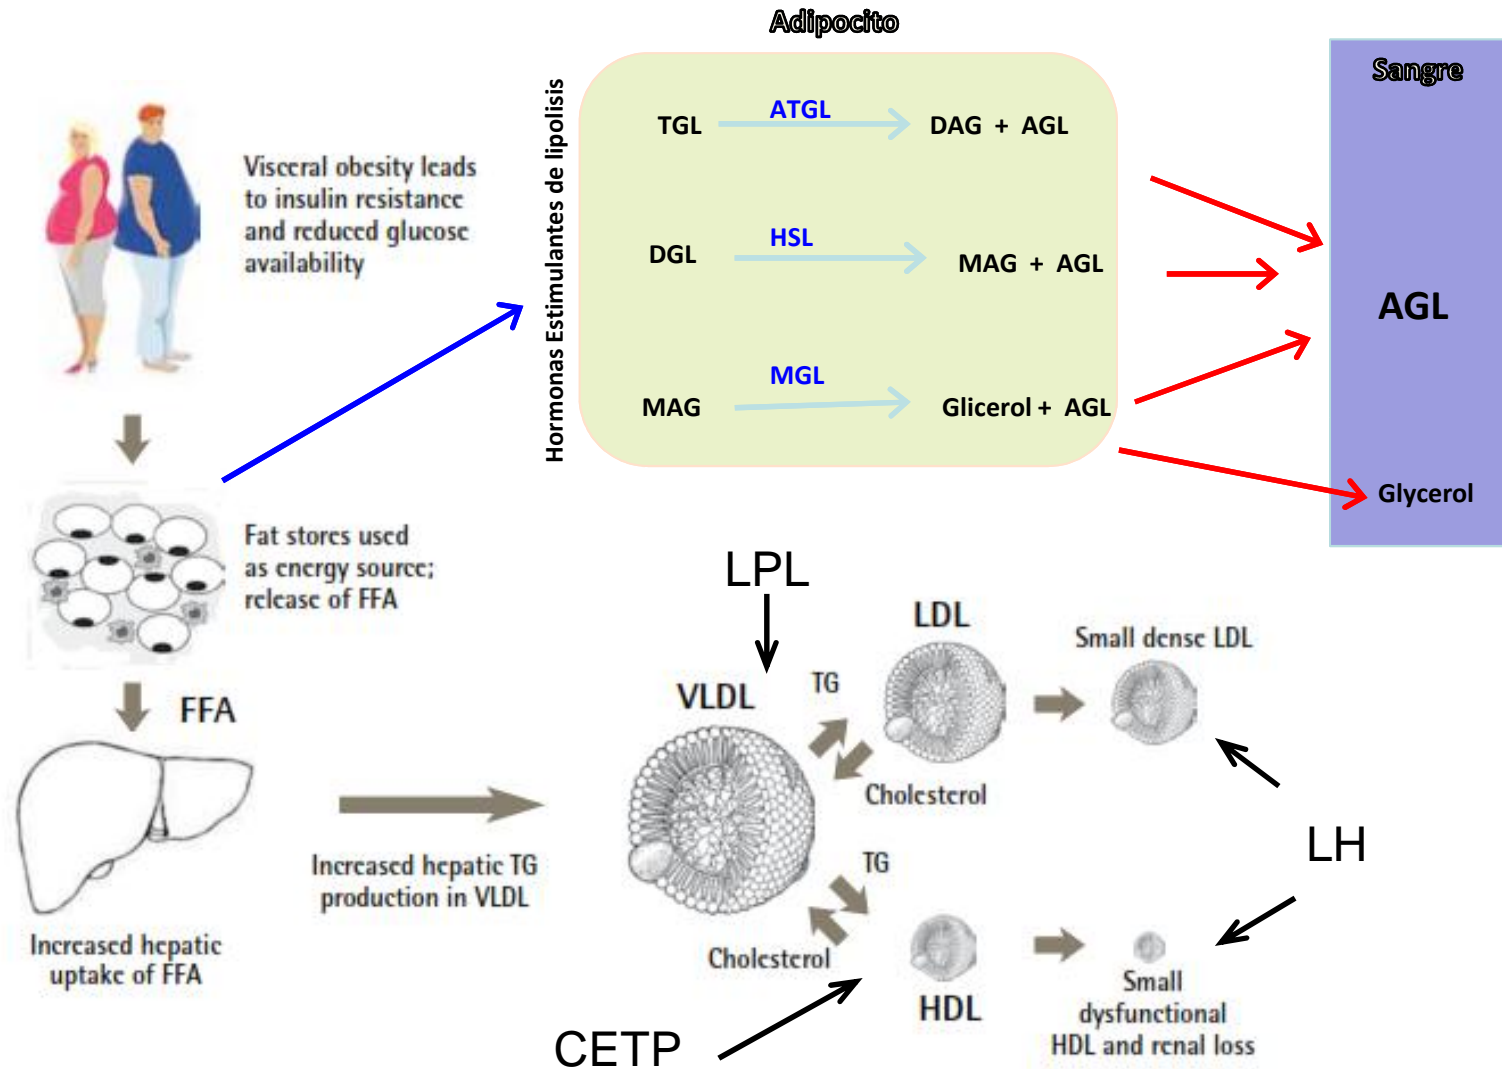 Adipocito
Sangre
Hormonas Estimulantes de lipolisis
TGL
ATGL
DAG + AGL
DGL
HSL
MAG + AGL
MAG
MGL
Glicerol + AGL
AGL
Glycerol
Visceral obesity leads
to insulin resistance
and reduced glucose
availability
Fat stores used
as energy source;
release of FFA
FFA
Increased hepatic
uptake of FFA
Increased hepatic TG
production in VLDL
LPL
VLDL
TG
LDL
Cholesterol
Small dense LDL
LH
TG
Cholesterol
HDL
CETP
Small
dysfunctional
HDL and renal loss